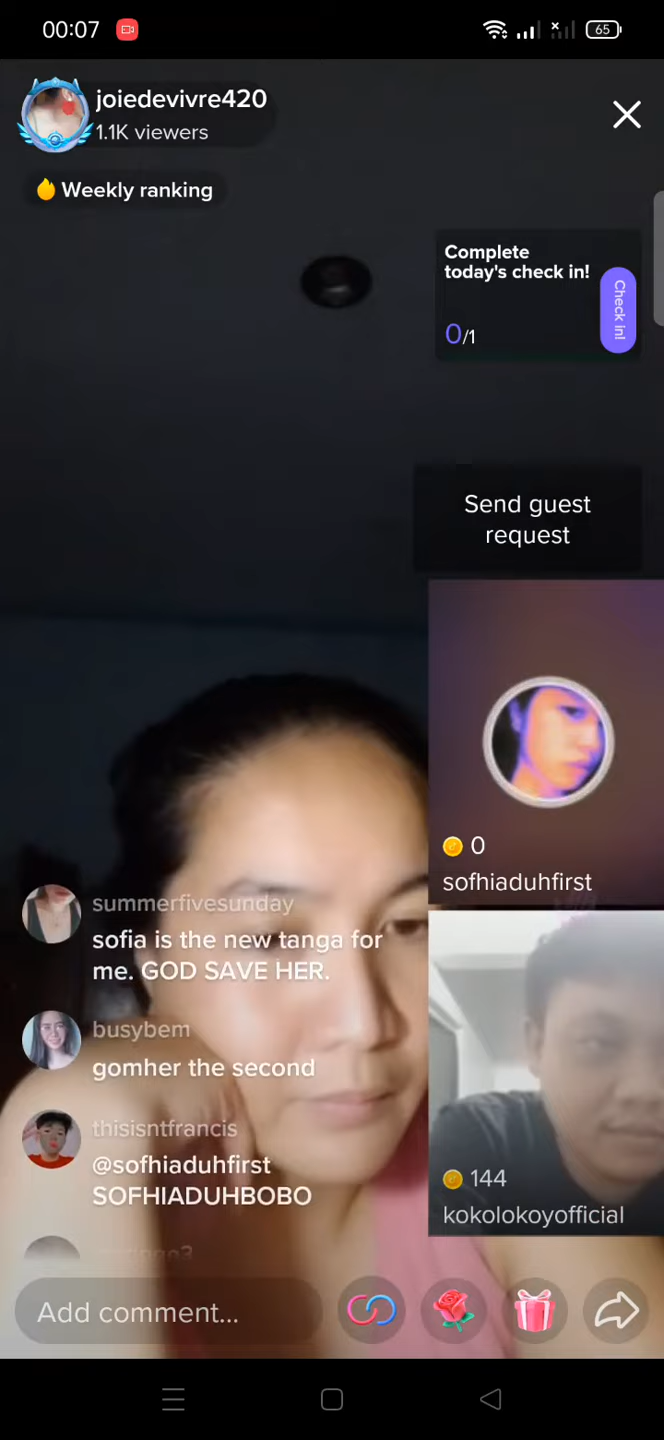 00:07
65
joiedevivre420
1.1K viewers
Weekly ranking
Complete
today's check in!
0/1
Check in!
Send guest
request
0
sofhiaduhfirst
summerfivesunday
sofia is the new tanga for
me. GOD SAVE HER.
busybem
gomher the second
thisisntfrancis
@sofhiaduhfirst
SOFHIADUHBOBO
144
kokolokoyofficial
Add comment...